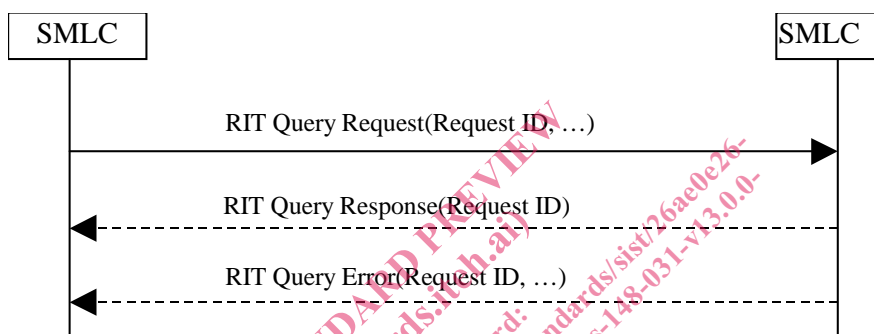 SMLC
SMLC
RIT Query Request(Request ID, …)
RIT Query Response(Request ID)
RIT Query Error(Request ID, …)